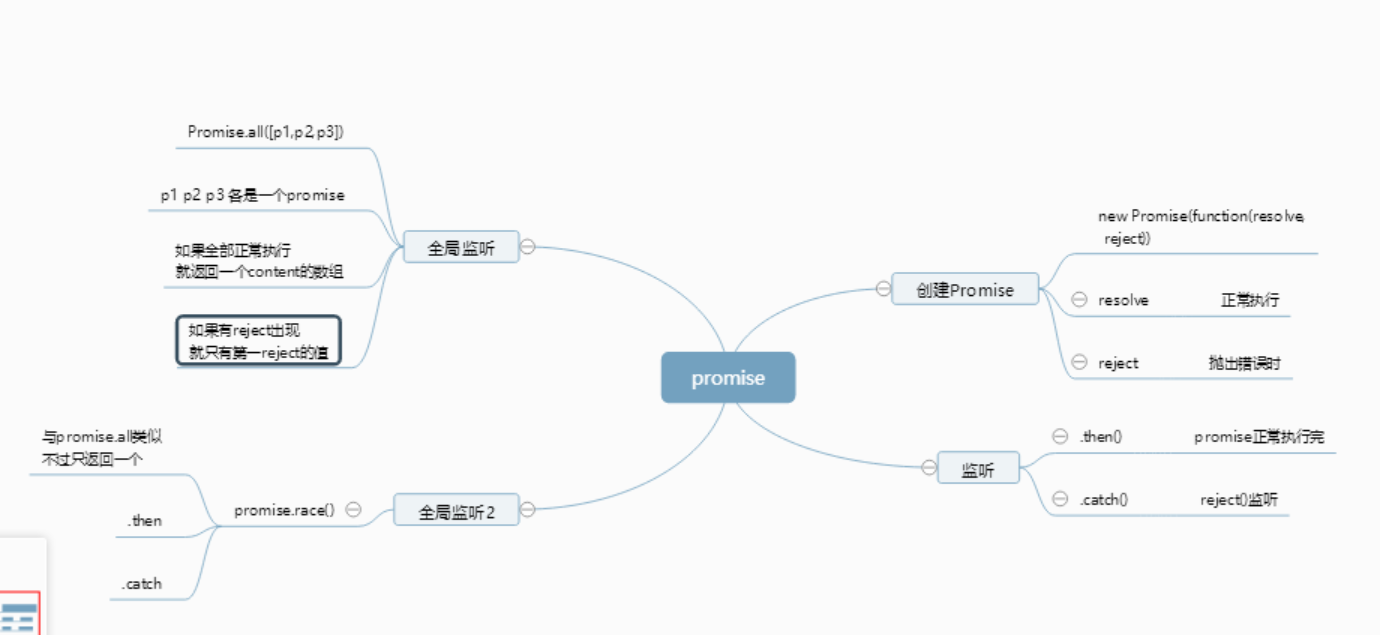 promise
创建Promise
new Promise(function(resolve,
reject))
resolve 正常执行
reject 抛出错误时
监听
.then() promise正常执行完
.catch() reject()监听
全局监听
Promise.all([p1,p2,p3])
p1 p2 p3 各是一个promise
如果全部正常执行
就返回一个content的数组
如果有reject出现
就只有第一reject的值
全局监听2
promise.race()
与promise.all类似
不过只返回一个
.then
.catch